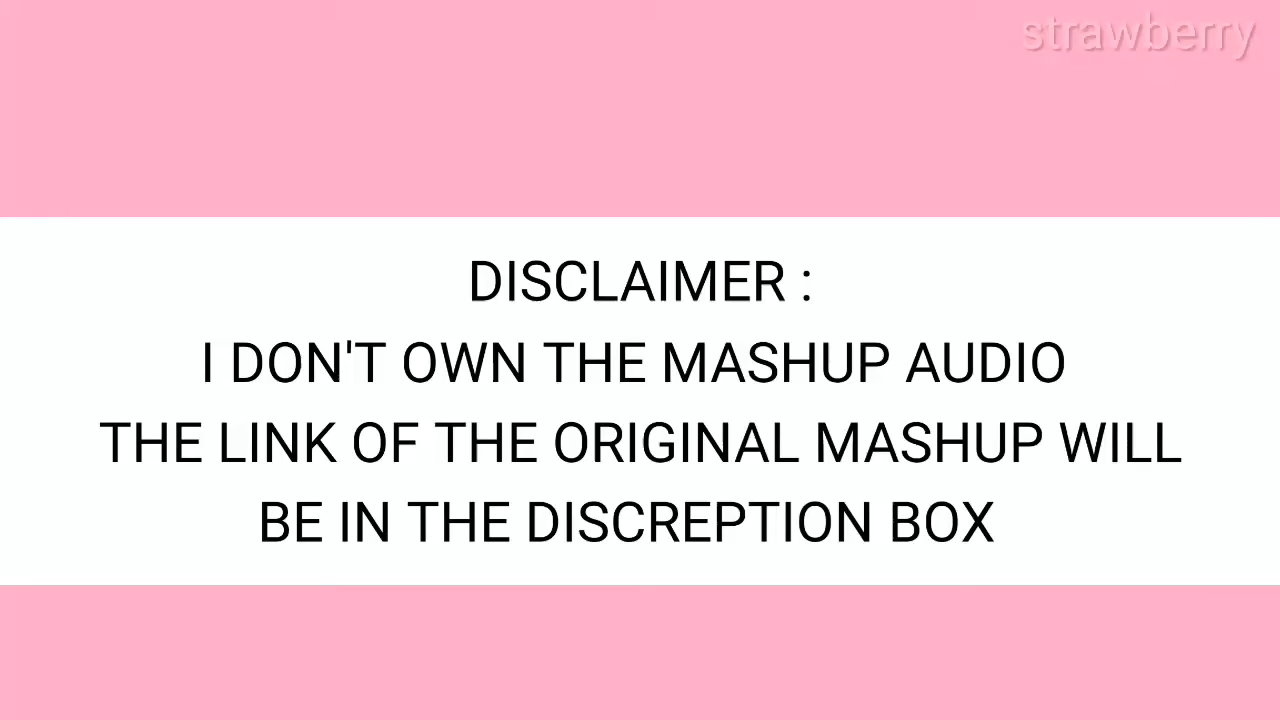 strawberry
DISCLAIMER :
I DON'T OWN THE MASHUP AUDIO
THE LINK OF THE ORIGINAL MASHUP WILL
BE IN THE DISCREPTION BOX